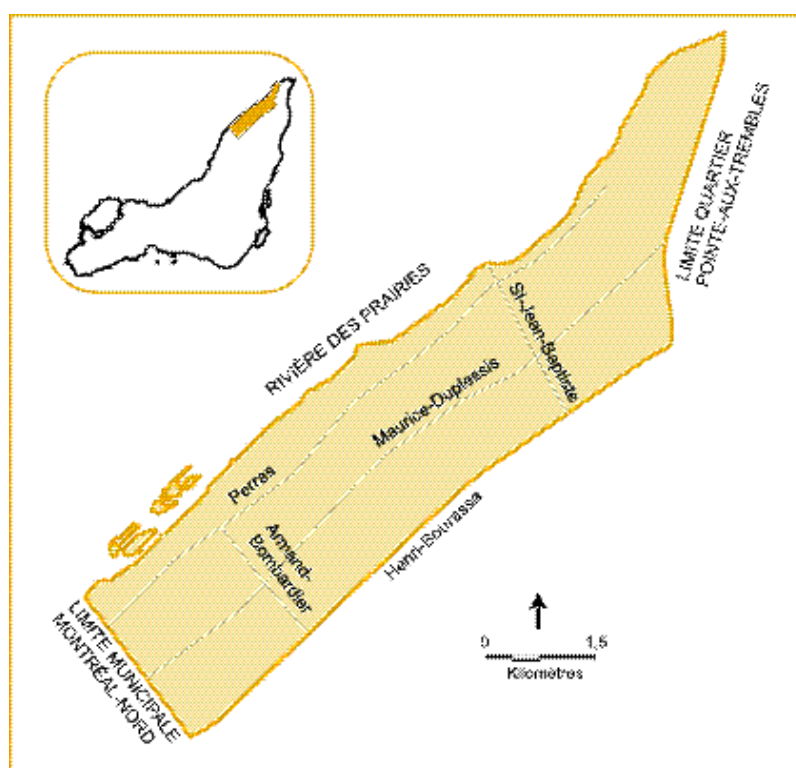 LIMITE QUARTIER
POINTE-AUX-TREMBLES
RIVIÈRE DES PRAIRIES
St-Jean-Baptiste
Maurice-Duplessis
Perras
Armand-
Bombardier
Henri-Bourassa
LIMITE MUNICIPALE
MONTRÉAL-NORD
0 1,5
Kilomètres